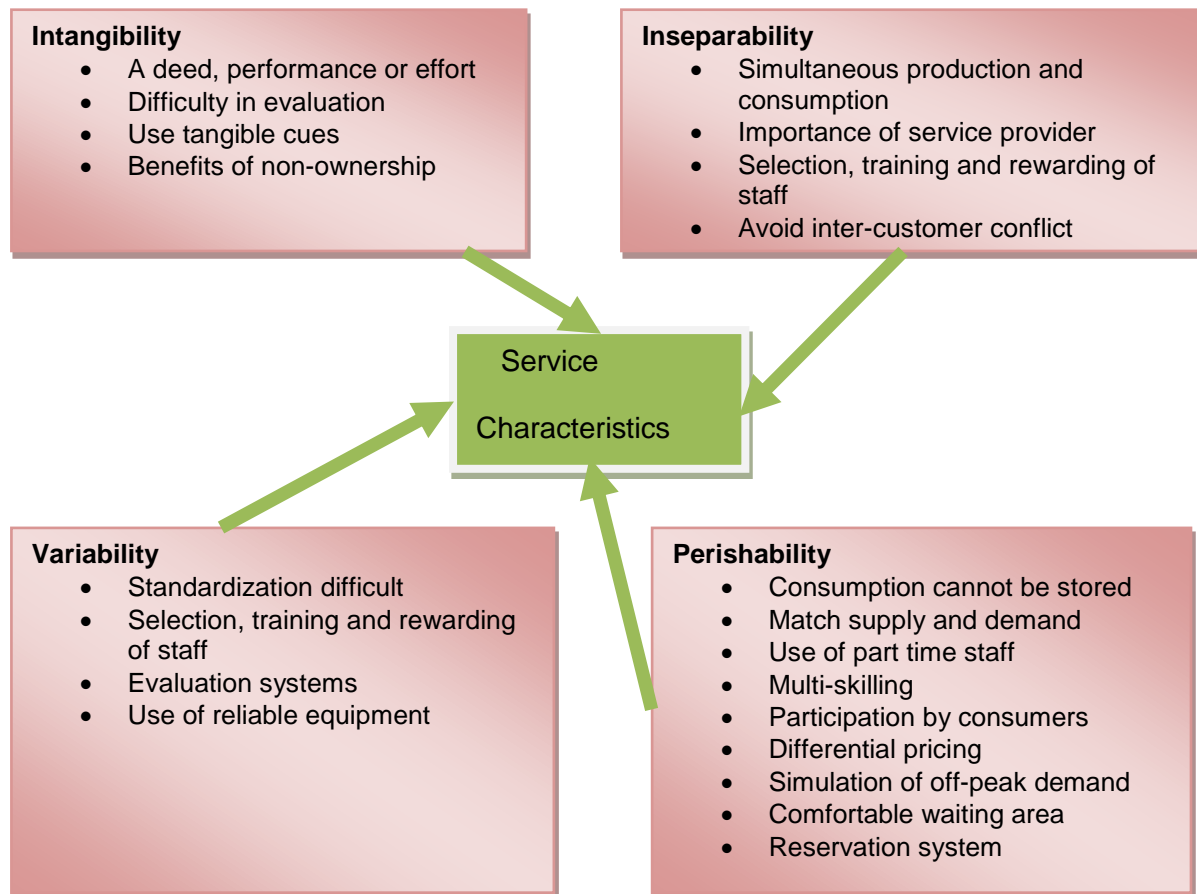 Intangibility
• A deed, performance or effort
• Difficulty in evaluation
• Use tangible cues
• Benefits of non-ownership
Inseparability
• Simultaneous production and
consumption
• Importance of service provider
• Selection, training and rewarding of
staff
• Avoid inter-customer conflict
Service
Characteristics
Variability
• Standardization difficult
• Selection, training and rewarding
of staff
• Evaluation systems
• Use of reliable equipment
Perishability
• Consumption cannot be stored
• Match supply and demand
• Use of part time staff
• Multi-skilling
• Participation by consumers
• Differential pricing
• Simulation of off-peak demand
• Comfortable waiting area
• Reservation system